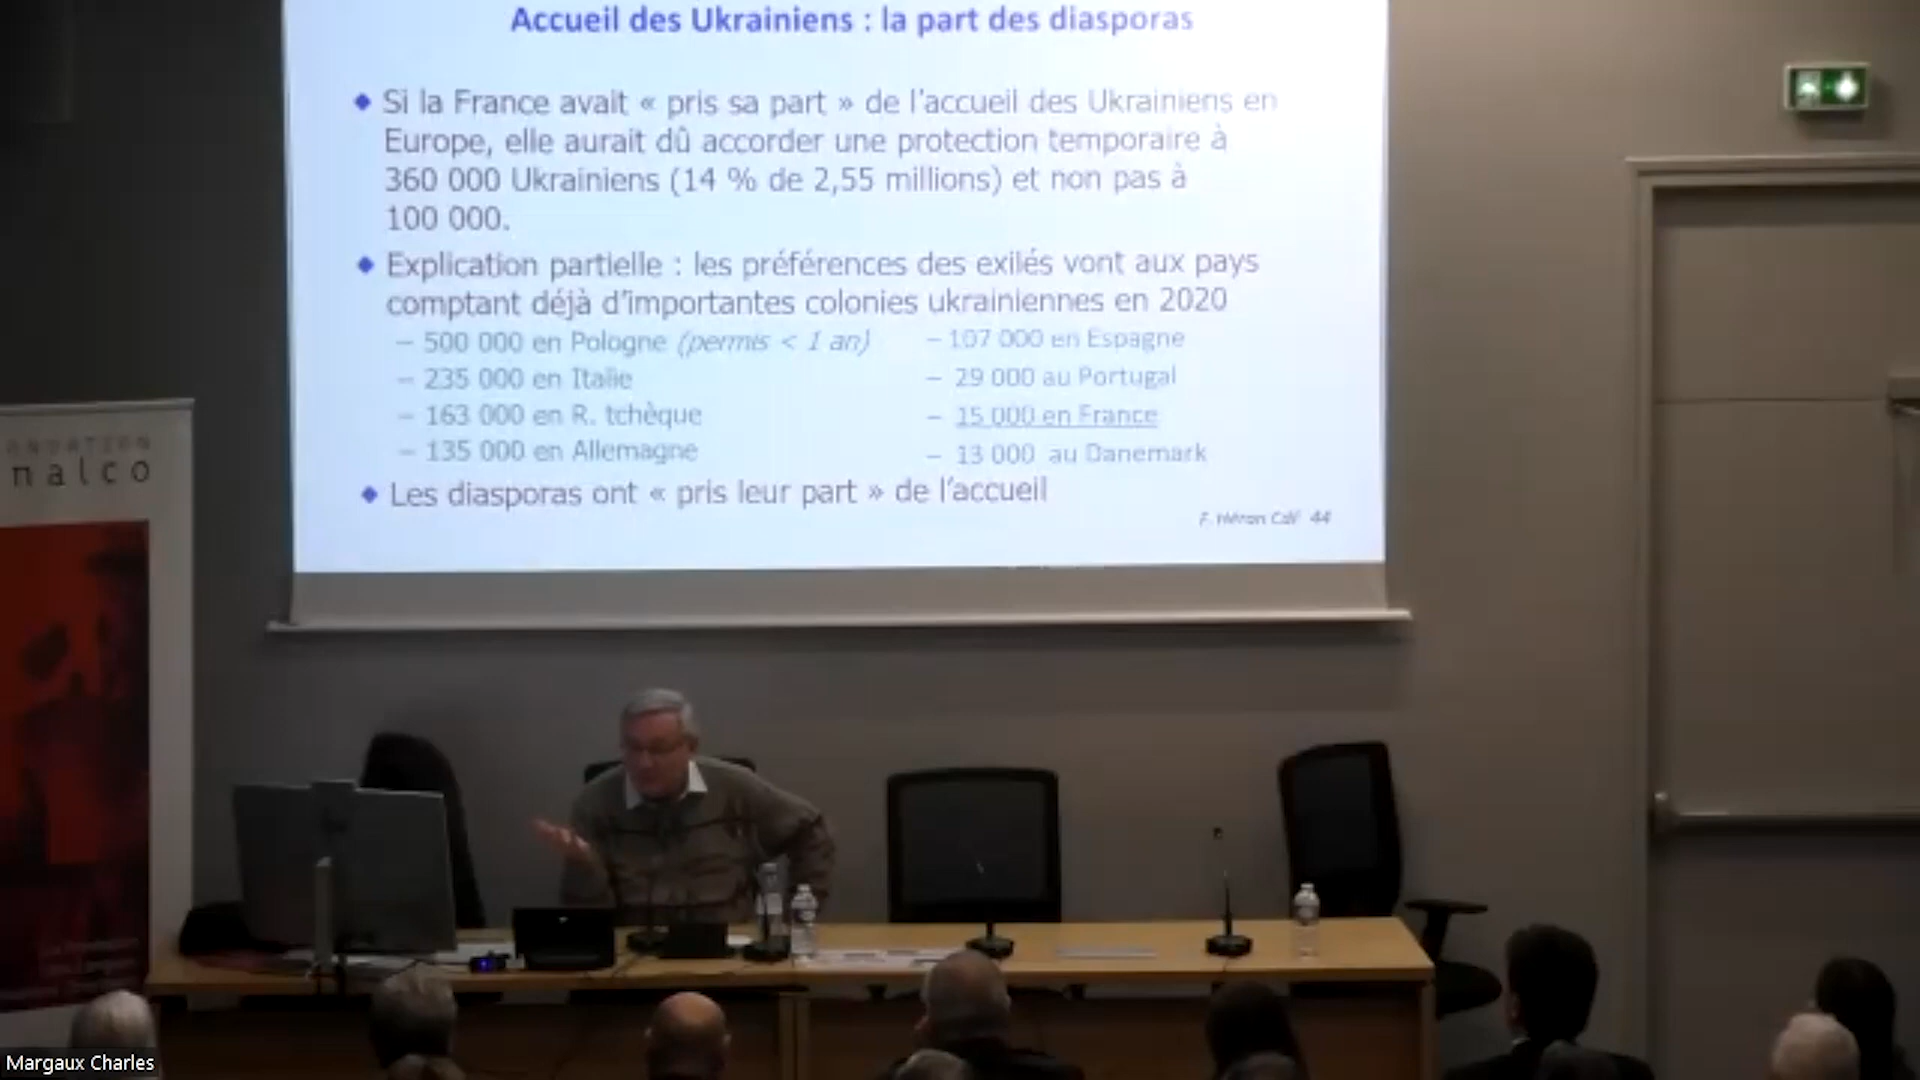 Accueil des Ukrainiens : la part des diasporas
◆ Si la France avait « pris sa part » de l'accueil des Ukrainiens en
Europe, elle aurait dû accorder une protection temporaire à
360 000 Ukrainiens (14 % de 2,55 millions) et non pas à
100 000.
◆ Explication partielle : les préférences des exilés vont aux pays
comptant déjà d'importantes colonies ukrainiennes en 2020
– 500 000 en Pologne (permis < 1 an)
– 235 000 en Italie
– 163 000 en R. tchèque
– 135 000 en Allemagne
– 107 000 en Espagne
– 29 000 au Portugal
– 15 000 en France
– 13 000 au Danemark
◆ Les diasporas ont « pris leur part » de l'accueil
F. Héran CdF 44
nalco
Margaux Charles